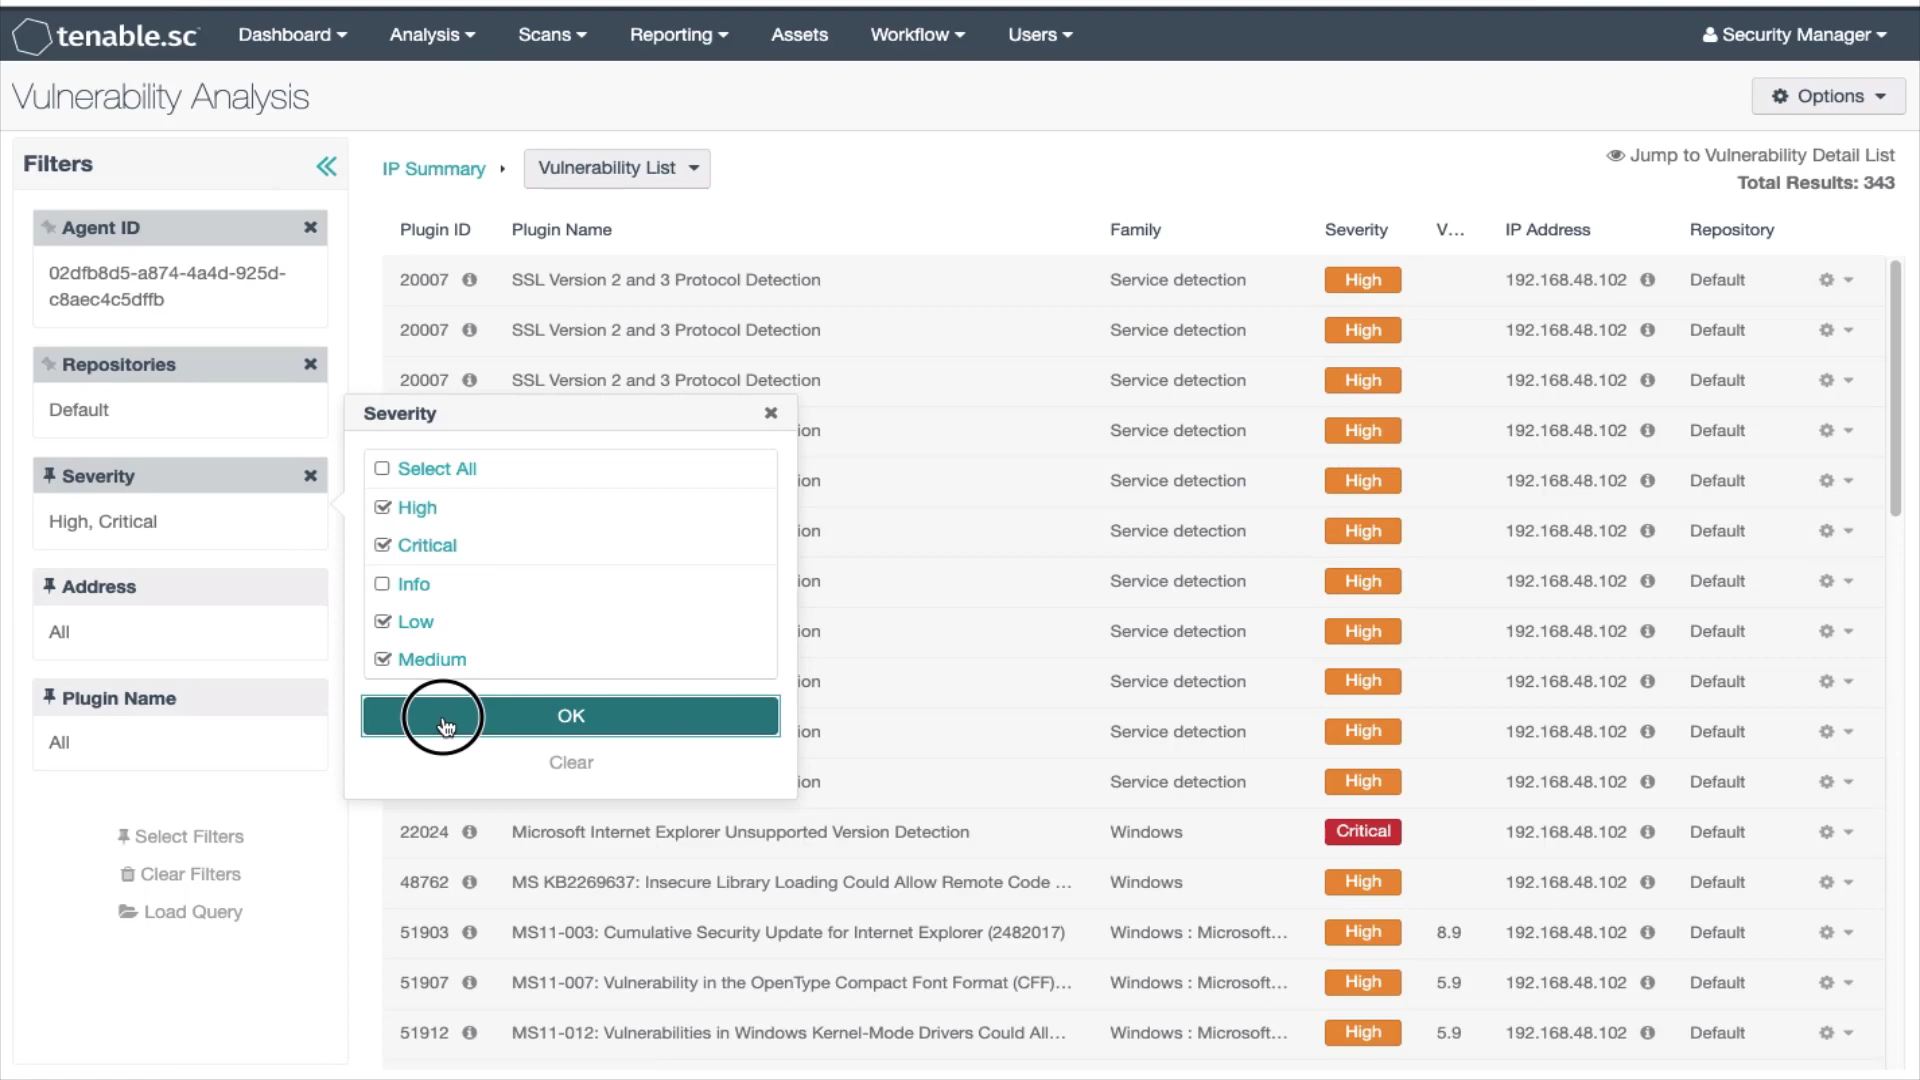 tenable.sc
Dashboard
Analysis
Scans
Reporting
Assets
Workflow
Users
Security Manager
Vulnerability Analysis
Options
Filters
IP Summary
Vulnerability List
Jump to Vulnerability Detail List
Total Results: 343
Agent ID
02dfb8d5-a874-4a4d-925d-
c8aec4c5dffb
Repositories
Default
Severity
High, Critical
Address
All
Plugin Name
All
Select Filters
Clear Filters
Load Query
Severity
Select All
High
Critical
Info
Low
Medium
OK
Clear
Plugin ID Plugin Name Family Severity V... IP Address Repository
20007 SSL Version 2 and 3 Protocol Detection Service detection High 192.168.48.102 Default
20007 SSL Version 2 and 3 Protocol Detection Service detection High 192.168.48.102 Default
20007 SSL Version 2 and 3 Protocol Detection Service detection High 192.168.48.102 Default
ion Service detection High 192.168.48.102 Default
ion Service detection High 192.168.48.102 Default
ion Service detection High 192.168.48.102 Default
ion Service detection High 192.168.48.102 Default
ion Service detection High 192.168.48.102 Default
ion Service detection High 192.168.48.102 Default
ion Service detection High 192.168.48.102 Default
ion Service detection High 192.168.48.102 Default
22024 Microsoft Internet Explorer Unsupported Version Detection Windows Critical 192.168.48.102 Default
48762 MS KB2269637: Insecure Library Loading Could Allow Remote Code ... Windows High 192.168.48.102 Default
51903 MS11-003: Cumulative Security Update for Internet Explorer (2482017) Windows : Microsoft... High 8.9 192.168.48.102 Default
51907 MS11-007: Vulnerability in the OpenType Compact Font Format (CFF)... Windows : Microsoft... High 5.9 192.168.48.102 Default
51912 MS11-012: Vulnerabilities in Windows Kernel-Mode Drivers Could All... Windows : Microsoft... High 5.9 192.168.48.102 Default